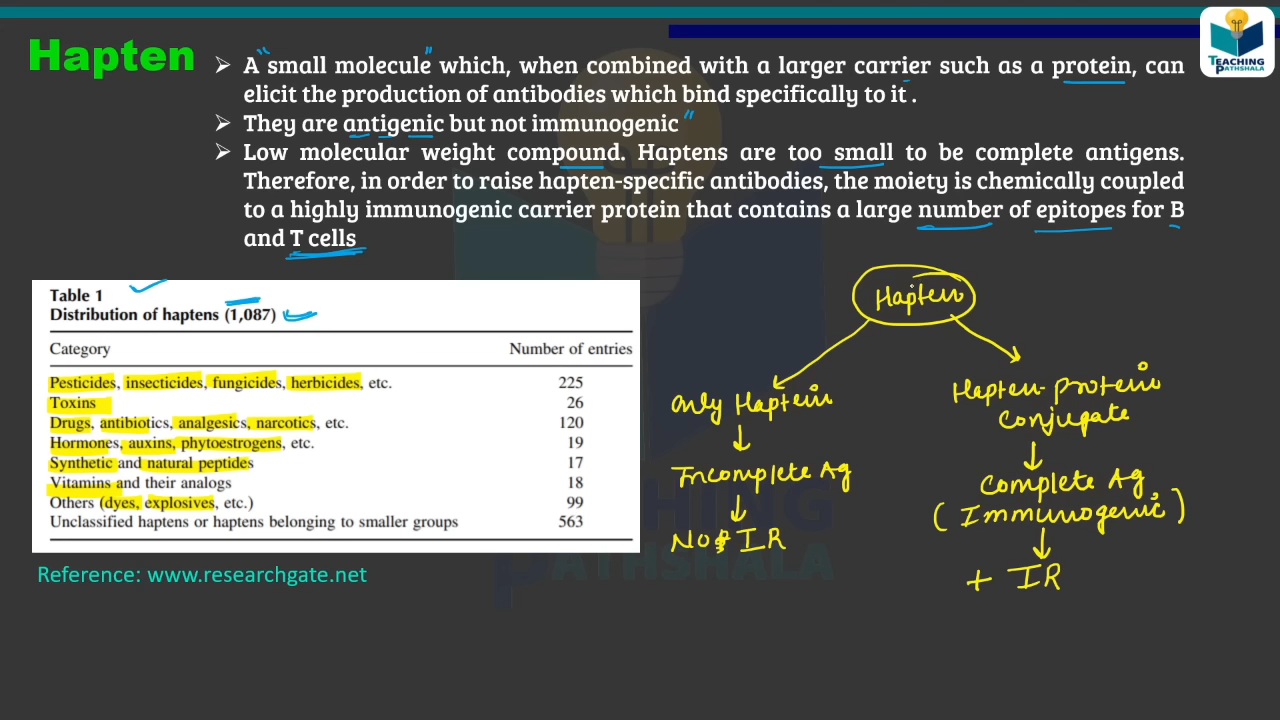 Hapten
TEACHING
PATHSHALA
➢ A "small molecule" which, when combined with a larger carrier such as a protein, can
elicit the production of antibodies which bind specifically to it .
➢ They are antigenic but not immunogenic"
➢ Low molecular weight compound. Haptens are too small to be complete antigens.
Therefore, in order to raise hapten-specific antibodies, the moiety is chemically coupled
to a highly immunogenic carrier protein that contains a large number of epitopes for B
and T cells
Table 1
Distribution of haptens (1,087)
Category Number of entries
Pesticides, insecticides, fungicides, herbicides, etc. 225
Toxins 26
Drugs, antibiotics, analgesics, narcotics, etc. 120
Hormones, auxins, phytoestrogens, etc. 19
Synthetic and natural peptides 17
Vitamins and their analogs 18
Others (dyes, explosives, etc.) 99
Unclassified haptens or haptens belonging to smaller groups 563
Reference: www.researchgate.net
Hapten
Only Haptein
Incomplete Ag
No IR
Hapten-protein
Conjugate
Complete Ag
(Immunogenic)
+ IR
TEACHING
PATHSHALA